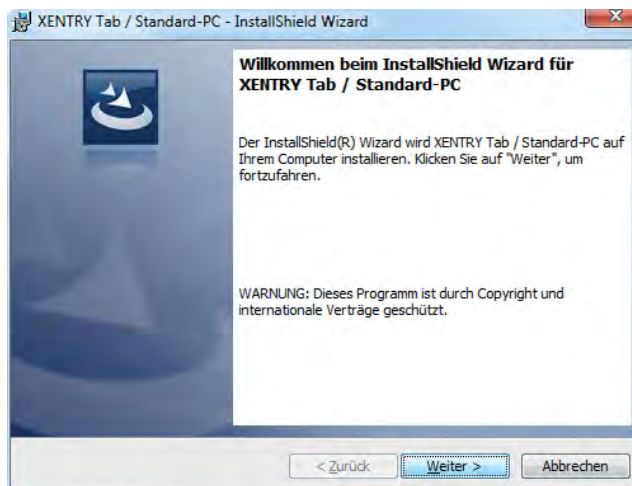 XENTRY Tab / Standard-PC - InstallShield Wizard
Willkommen beim InstallShield Wizard für
XENTRY Tab / Standard-PC
Der InstallShield(R) Wizard wird XENTRY Tab / Standard-PC auf
Ihrem Computer installieren. Klicken Sie auf "Weiter", um
fortzufahren.
WARNUNG: Dieses Programm ist durch Copyright und
internationale Verträge geschützt.
< Zurück Weiter > Abbrechen